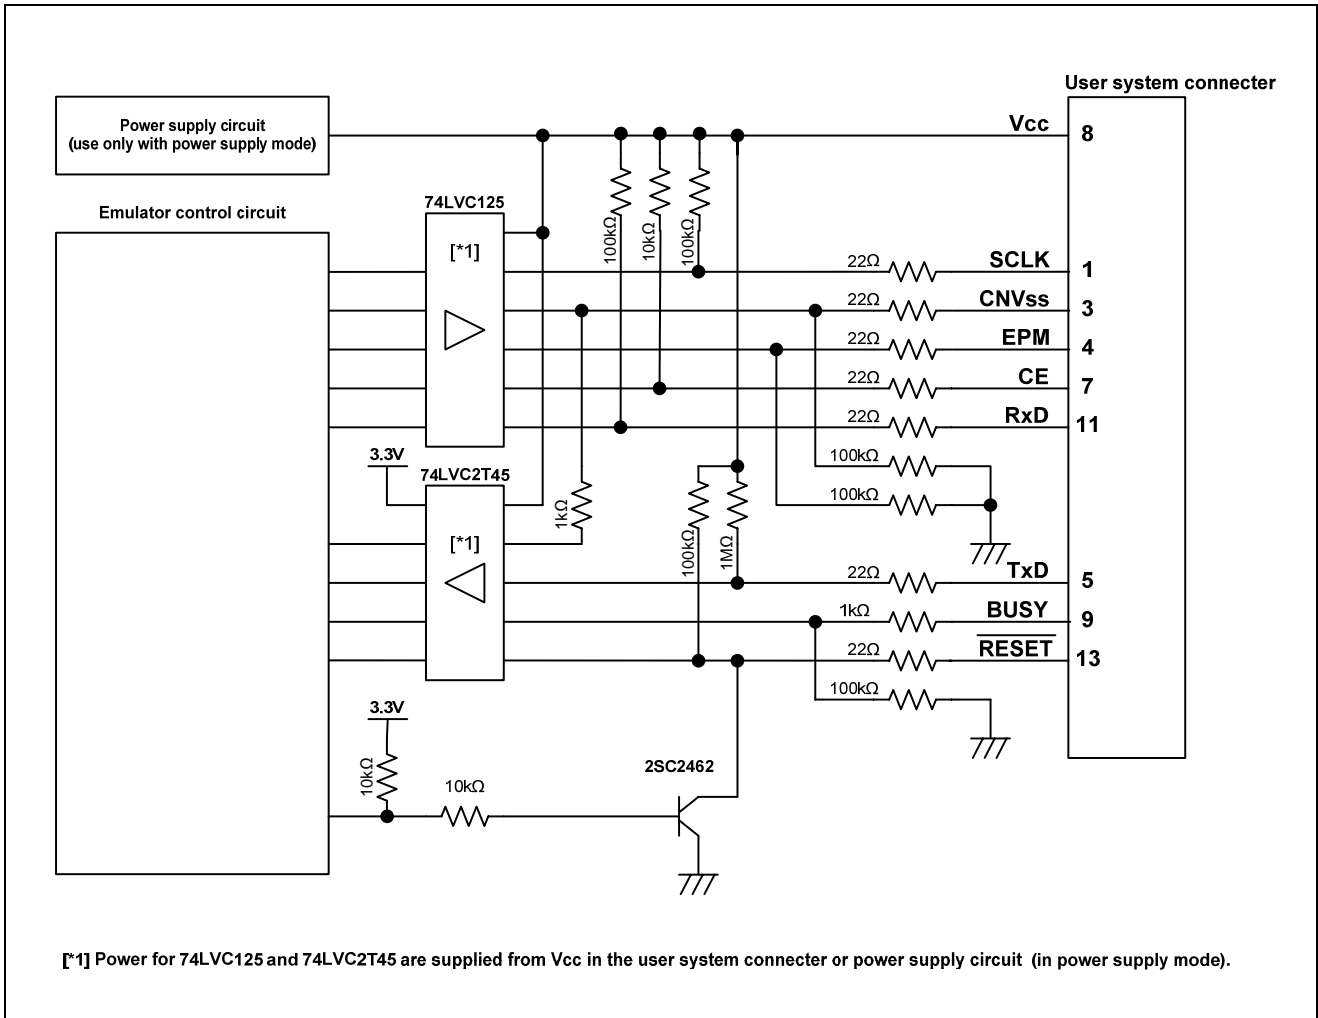 User system connecter
Power supply circuit
(use only with power supply mode)
Vcc
8
Emulator control circuit
74LVC125
[*1]
100kΩ
10kΩ
100kΩ
22Ω
SCLK
1
22Ω
CNVss
3
22Ω
EPM
4
22Ω
CE
7
22Ω
RxD
11
3.3V
74LVC2T45
100kΩ
100kΩ
1kΩ
[*1]
100kΩ
1MΩ
22Ω
TxD
5
1kΩ
BUSY
9
22Ω
RESET
13
100kΩ
3.3V
10kΩ
10kΩ
2SC2462
[*1] Power for 74LVC125 and 74LVC2T45 are supplied from Vcc in the user system connecter or power supply circuit (in power supply mode).